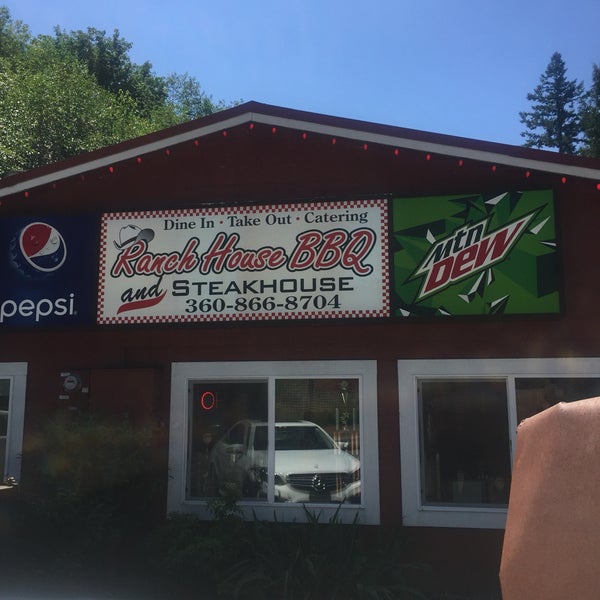 Dine In · Take Out · Catering
Ranch House BBQ
and STEAKHOUSE
360-866-8704
pepsi
mtn
DEW